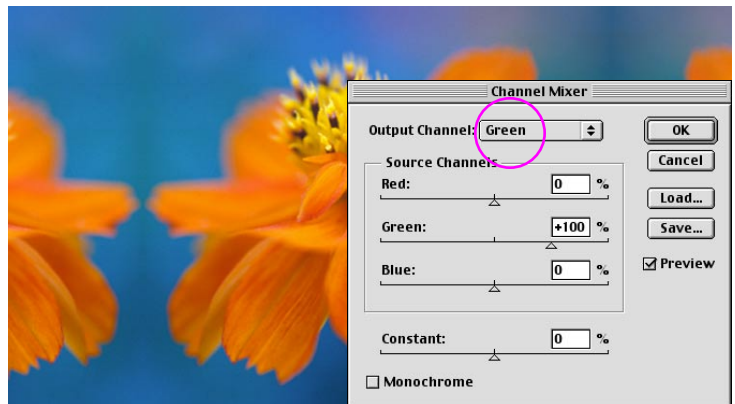 Channel Mixer
Output Channel: Green
OK
Source Channels
Cancel
Red: 0 %
Load...
Green: +100 %
Save...
Blue: 0 %
Preview
Constant: 0 %
Monochrome